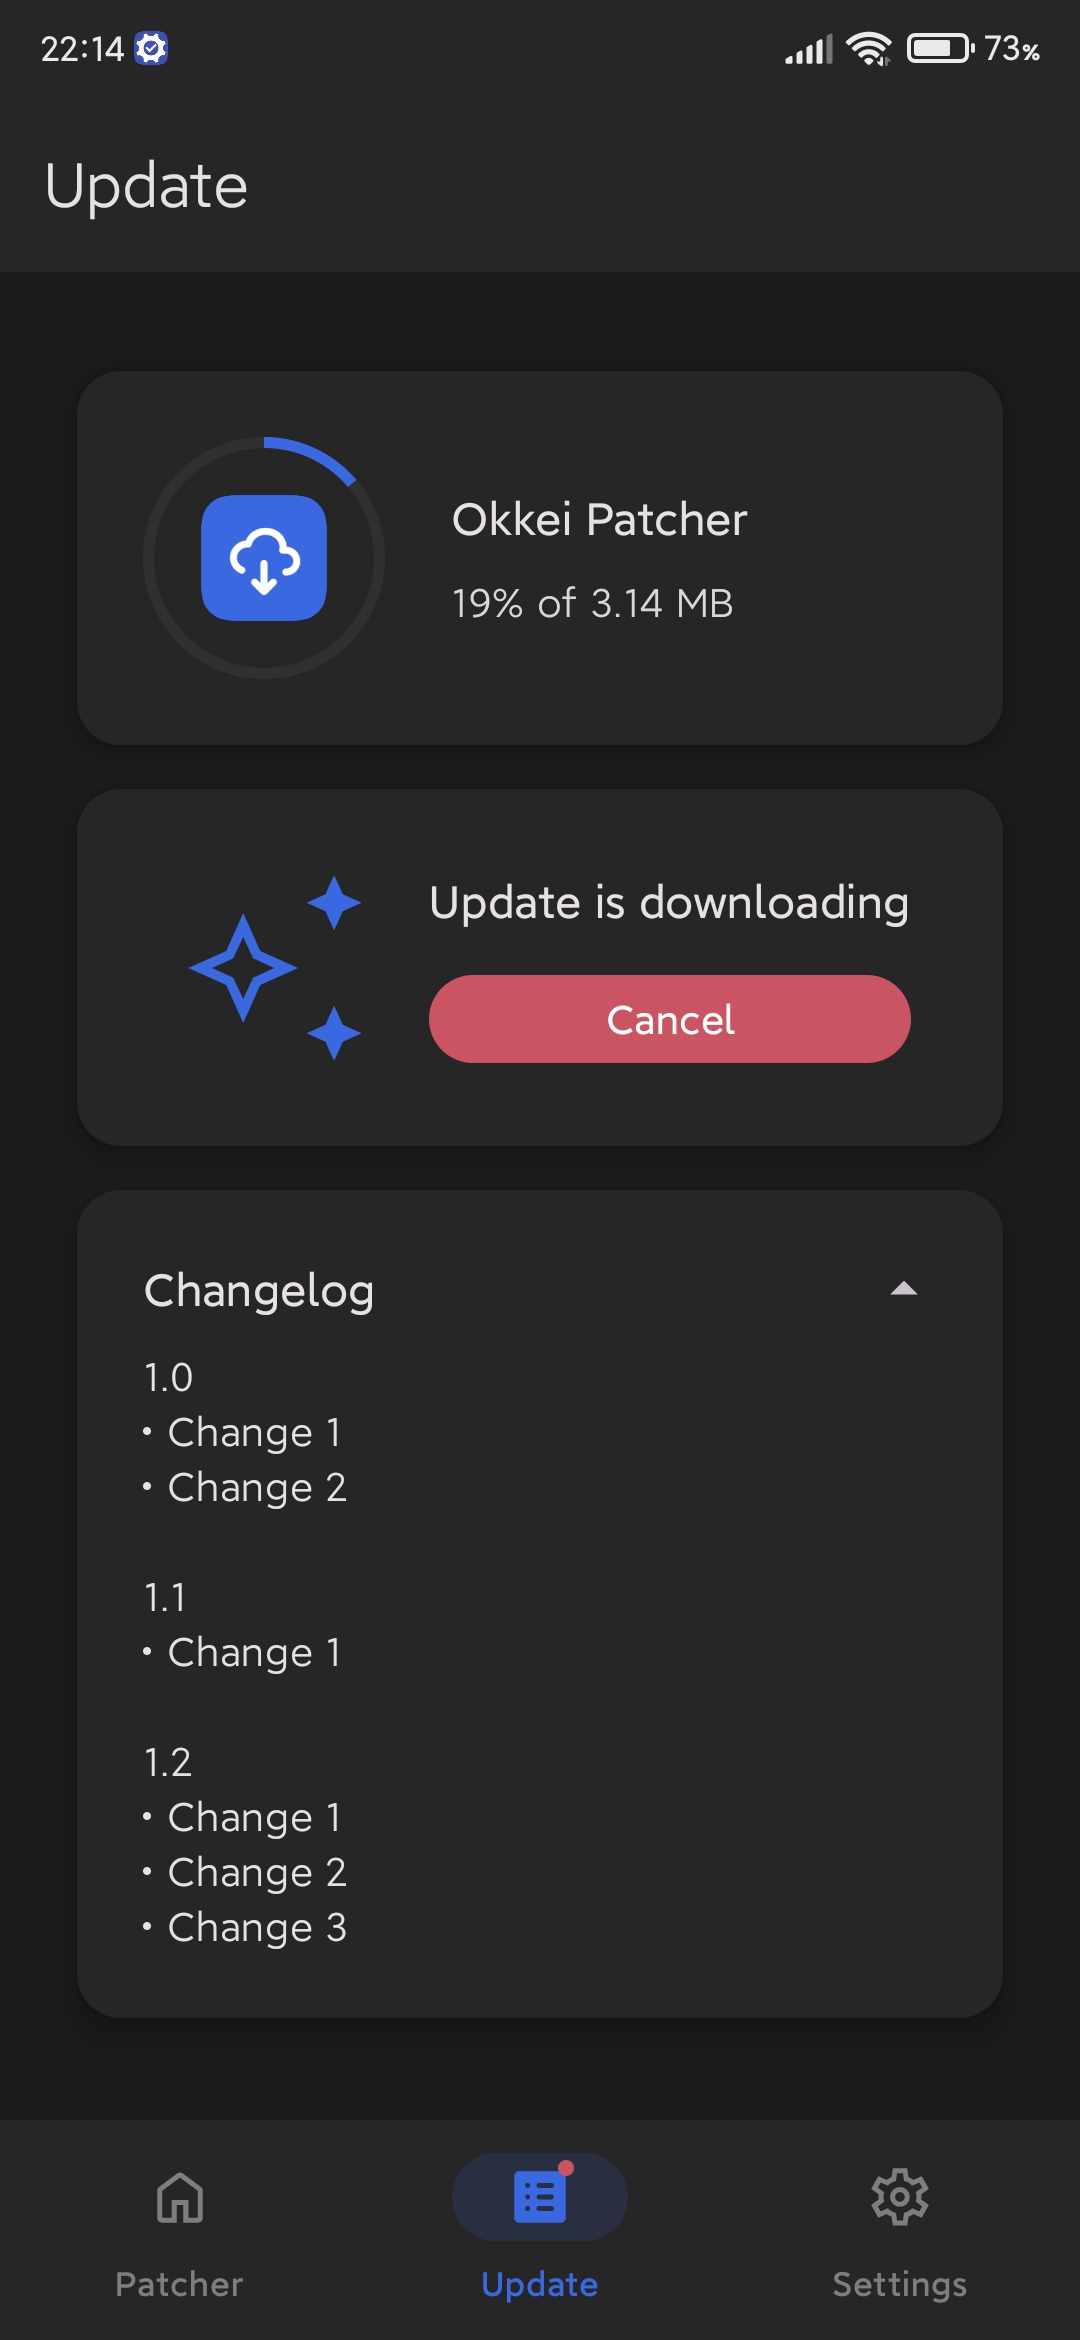 22:14 73%
Update
Okkei Patcher
19% of 3.14 MB
Update is downloading
Cancel
Changelog
1.0
• Change 1
• Change 2
1.1
• Change 1
1.2
• Change 1
• Change 2
• Change 3
Patcher Update Settings